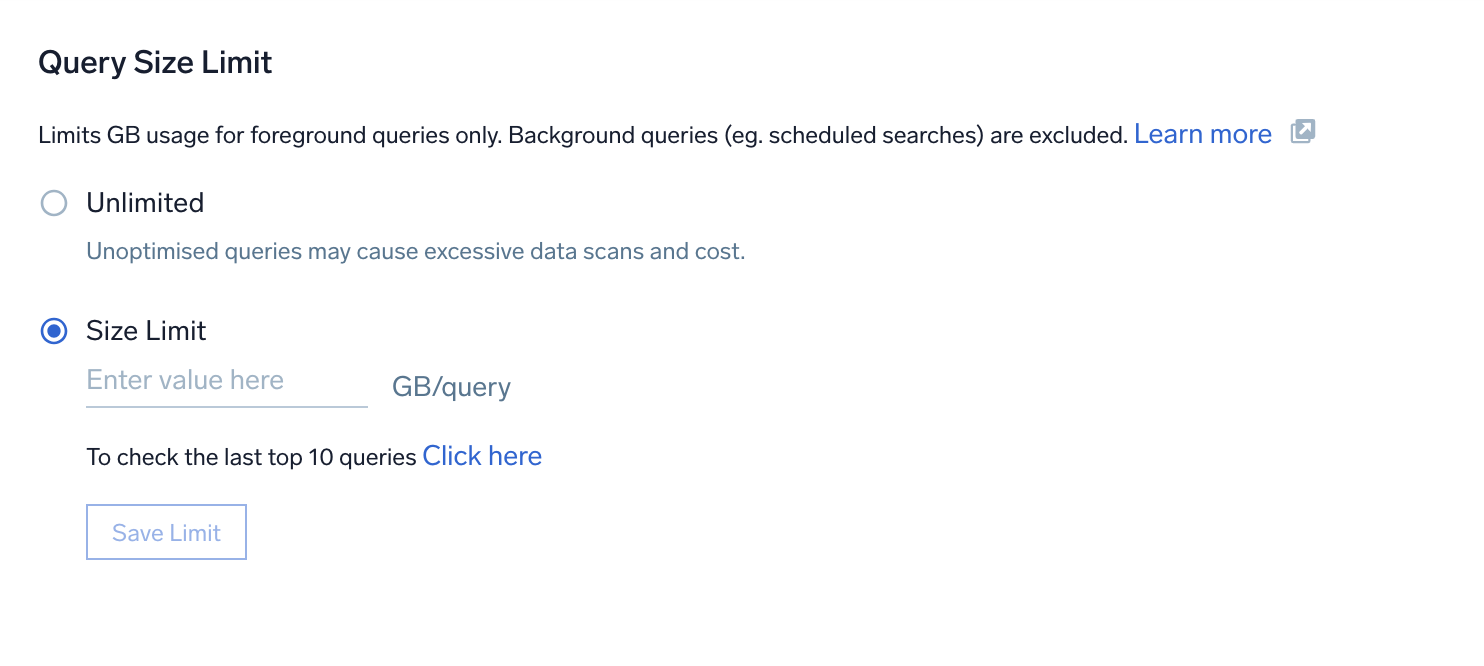 Query Size Limit
Limits GB usage for foreground queries only. Background queries (eg. scheduled searches) are excluded. Learn more
Unlimited
Unoptimised queries may cause excessive data scans and cost.
Size Limit
Enter value here GB/query
To check the last top 10 queries Click here
Save Limit